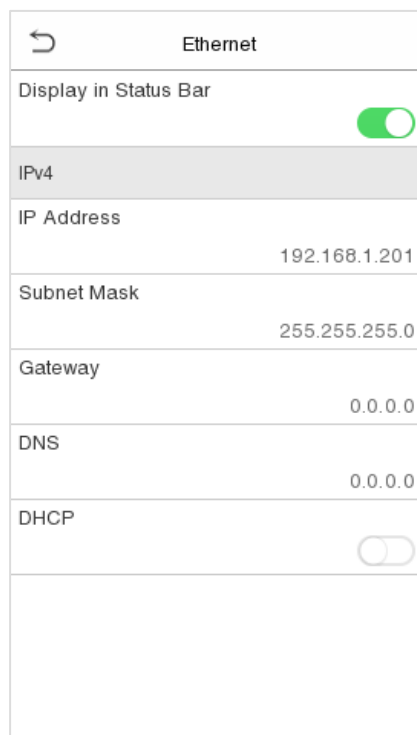 Ethernet
Display in Status Bar
IPv4
IP Address
192.168.1.201
Subnet Mask
255.255.255.0
Gateway
0.0.0.0
DNS
0.0.0.0
DHCP